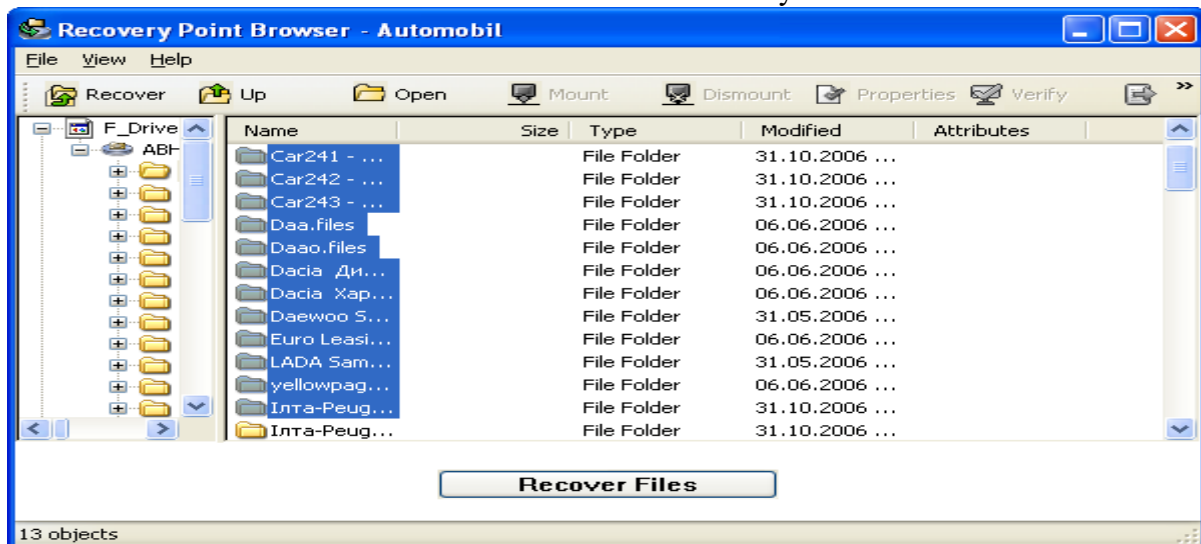 Recovery Point Browser - Automobil
File View Help
Recover Up Open Mount Dismount Properties Verify »
F_Drive
Name Size Type Modified Attributes
Car241 - ... File Folder 31.10.2006 ...
Car242 - ... File Folder 31.10.2006 ...
Car243 - ... File Folder 31.10.2006 ...
Daa.files File Folder 06.06.2006 ...
Daao.files File Folder 06.06.2006 ...
Dacia Ди... File Folder 06.06.2006 ...
Dacia Хар... File Folder 06.06.2006 ...
Daewoo S... File Folder 31.05.2006 ...
Euro Leasi... File Folder 06.06.2006 ...
LADA Sam... File Folder 31.05.2006 ...
yellowpag... File Folder 06.06.2006 ...
Ілта-Peug... File Folder 31.10.2006 ...
Ілта-Peug... File Folder 31.10.2006 ...
Recover Files
13 objects